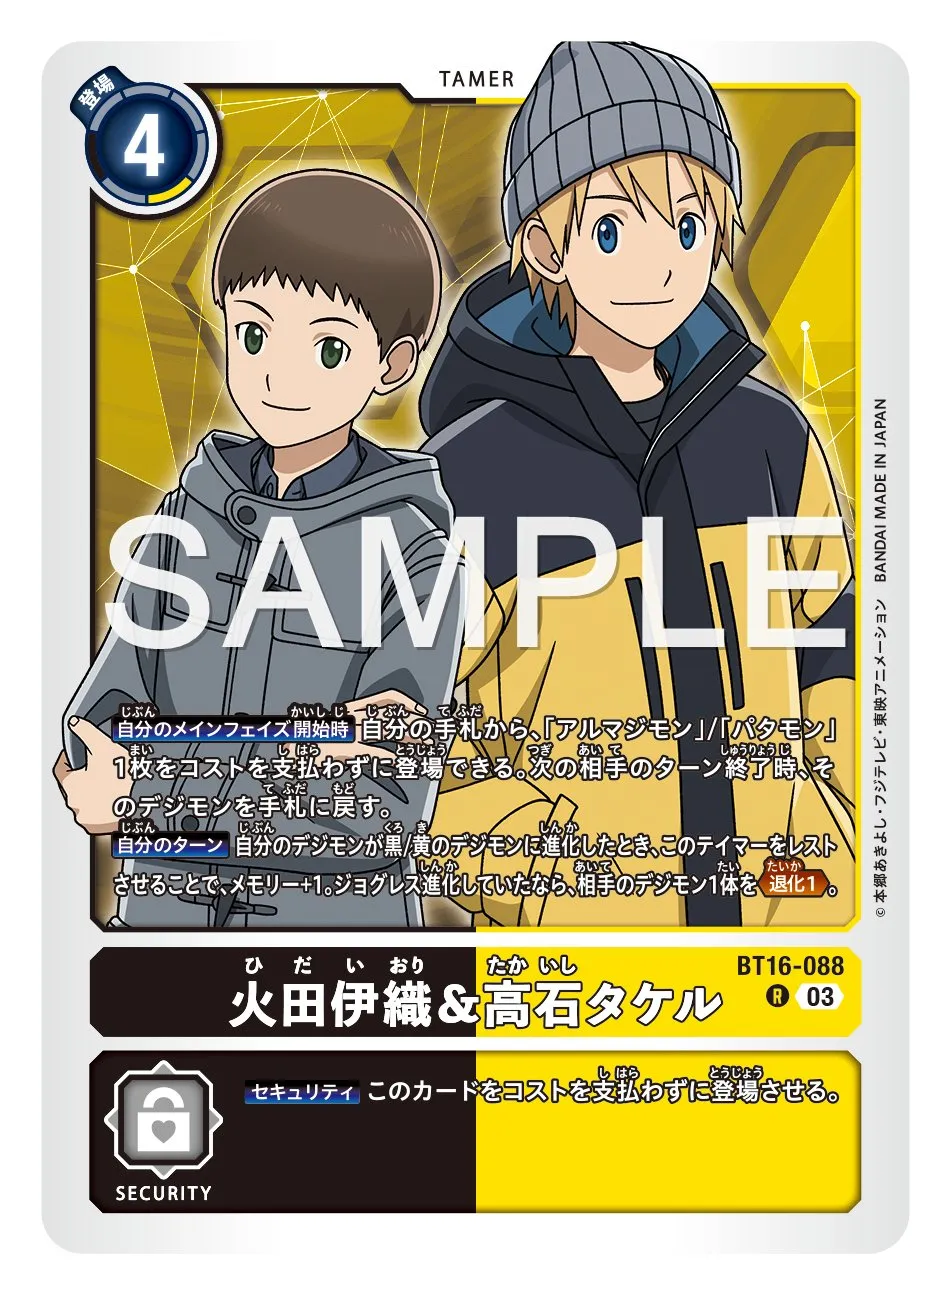 TAMER
登場
4
SAMPLE
自分のメインフェイズ開始時 自分の手札から、「アルマジモン」/「パタモン」
1枚をコストを支払わずに登場できる。次の相手のターン終了時、そ
のデジモンを手札に戻す。
自分のターン 自分のデジモンが黒/黄のデジモンに進化したとき、このテイマーをレスト
させることで、メモリー+1。ジョグレス進化していたなら、相手のデジモン1体を 退化1 。
©本郷あきよし・フジテレビ・東映アニメーション BANDAI MADE IN JAPAN
BT16-088
R 03
ひだいおり たかいし
火田伊織&高石タケル
セキュリティ このカードをコストを支払わずに登場させる。
SECURITY